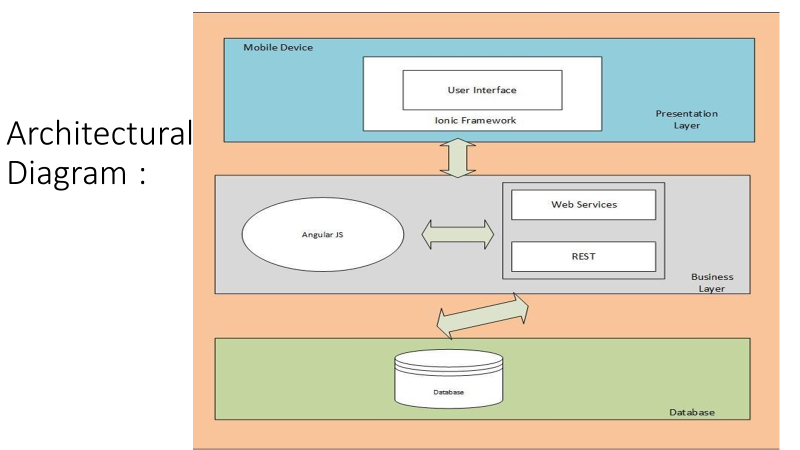 Architectural
Diagram :
Mobile Device
User Interface
Ionic Framework
Presentation
Layer
Angular JS
Web Services
REST
Business
Layer
Database
Database